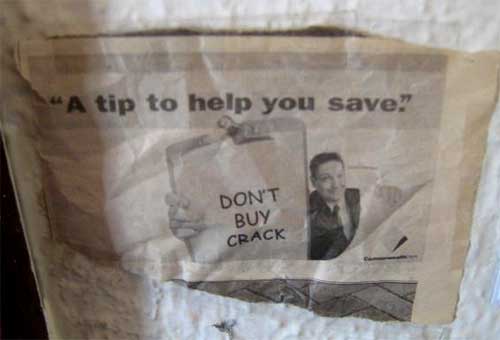 "A tip to help you save."
DON'T
BUY
CRACK